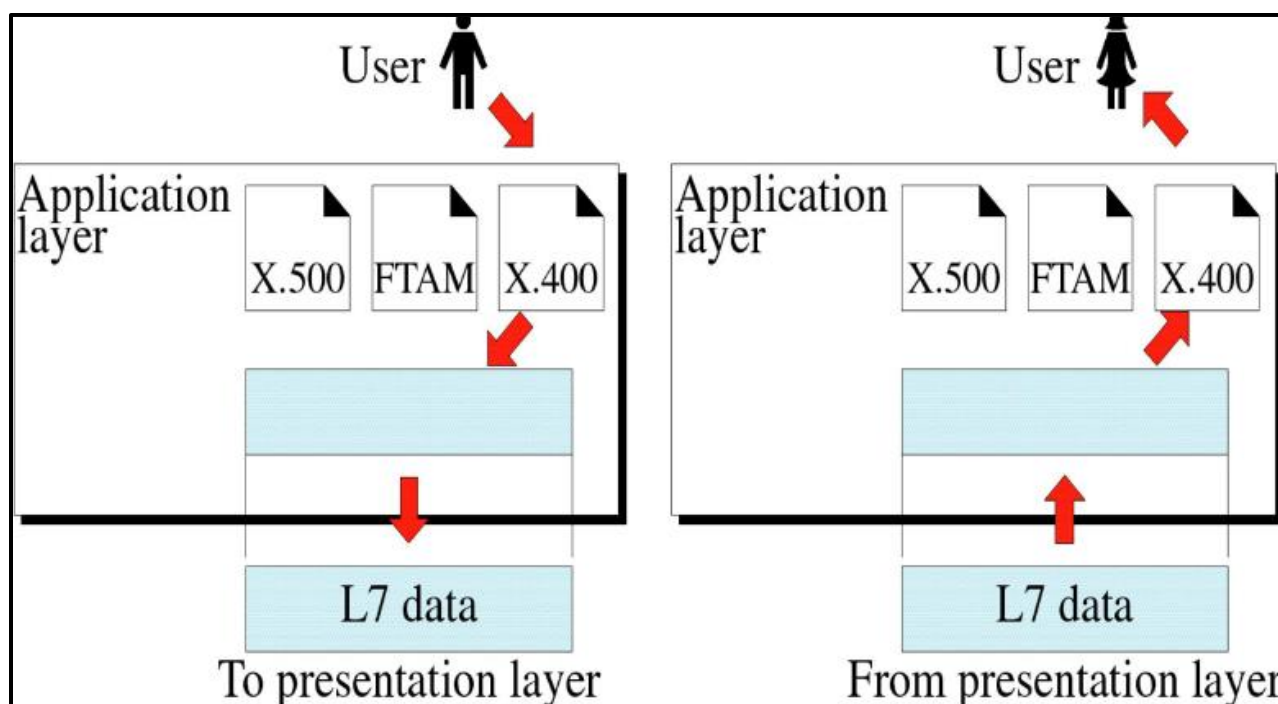 User
Application
layer
X.500 FTAM X.400
L7 data
To presentation layer
User
Application
layer
X.500 FTAM X.400
L7 data
From presentation layer